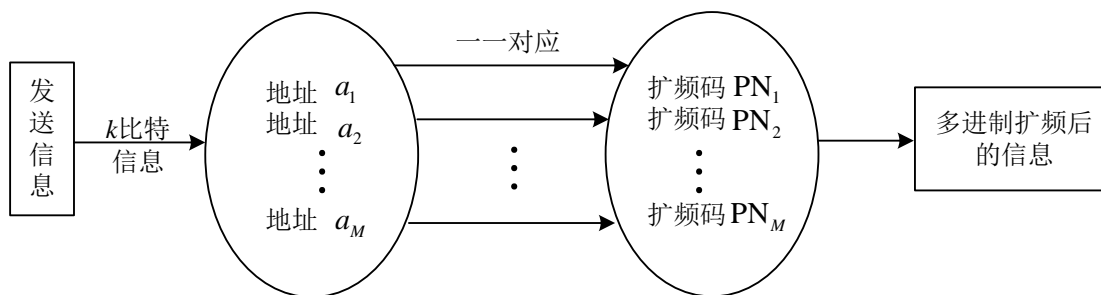 发送信息
k比特
信息
地址 a₁
地址 a₂
地址 a_M
一一对应
扩频码 PN₁
扩频码 PN₂
扩频码 PN_M
多进制扩频后
的信息